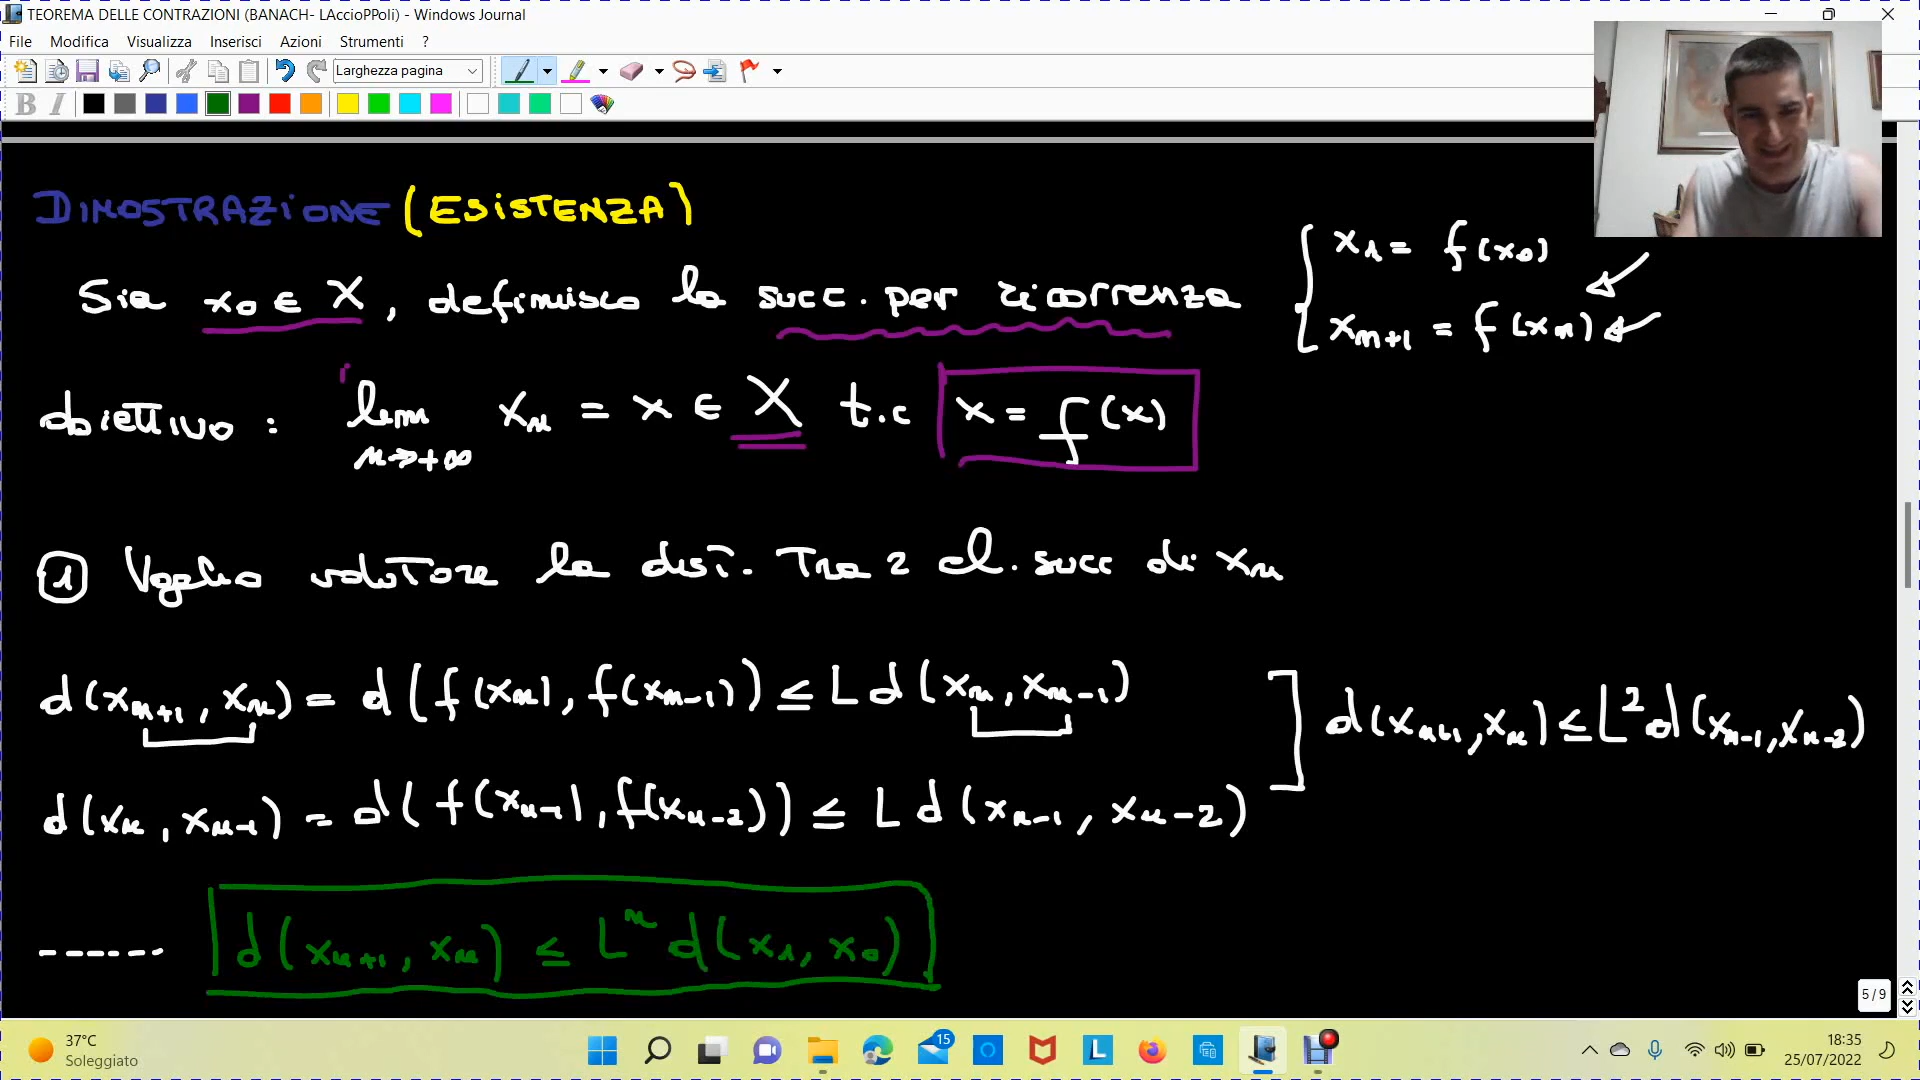 TEOREMA DELLE CONTRAZIONI (BANACH- LAccioPPoli) - Windows Journal
File Modifica Visualizza Inserisci Azioni Strumenti ?
Larghezza pagina
B I
DIMOSTRAZIONE (ESISTENZA)
x₁ = f(x₀)
Sia x₀ ∈ X, definisco la succ. per ricorrenza
xₙ₊₁ = f(xₙ)
obiettivo : lim xₙ = x ∈ X t.c x = f(x)
n→+∞
① Voglio valutare la dist. Tra 2 el. succ di xₙ
d(xₙ₊₁, xₙ) = d(f(xₙ), f(xₙ₋₁)) ≤ L d(xₙ, xₙ₋₁)
d(xₙ₊₁, xₙ) ≤ L² d(xₙ₋₁, xₙ₋₂)
d(xₙ, xₙ₋₁) = d(f(xₙ₋₁), f(xₙ₋₂)) ≤ L d(xₙ₋₁, xₙ₋₂)
------ d(xₙ₊₁, xₙ) ≤ Lⁿ d(x₁, x₀)
5 / 9
37°C
Soleggiato
15
L
18:35
25/07/2022